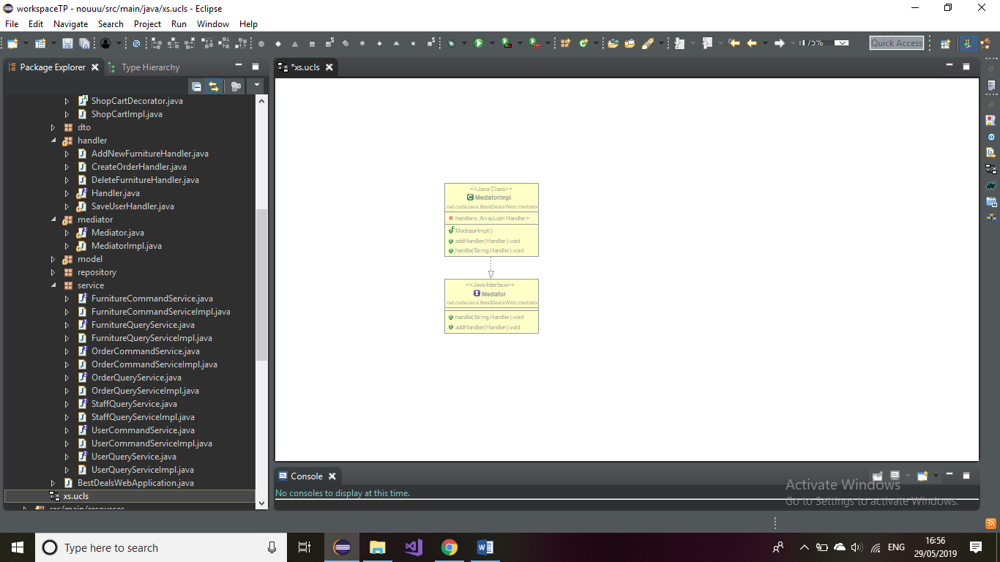 workspaceTP - nouuu/src/main/java/xs.ucls - Eclipse
File Edit Navigate Search Project Run Window Help
75%
Quick Access
Package Explorer
Type Hierarchy
*xs.ucls
ShopCartDecorator.java
ShopCartImpl.java
dto
handler
AddNewFurnitureHandler.java
CreateOrderHandler.java
DeleteFurnitureHandler.java
Handler.java
SaveUserHandler.java
mediator
Mediator.java
MediatorImpl.java
model
repository
service
FurnitureCommandService.java
FurnitureCommandServiceImpl.java
FurnitureQueryService.java
FurnitureQueryServiceImpl.java
OrderCommandService.java
OrderCommandServiceImpl.java
OrderQueryService.java
OrderQueryServiceImpl.java
StaffQueryService.java
StaffQueryServiceImpl.java
UserCommandService.java
UserCommandServiceImpl.java
UserQueryService.java
UserQueryServiceImpl.java
BestDealsWebApplication.java
xs.ucls
src/main/resources
<<Java Class>>
MediatorImpl
net.codeJava.BestDealsWeb.mediator
handlers: ArrayList<Handler>
MediatorImpl()
addHandler(Handler):void
handle(String,Handler):void
<<Java Interface>>
Mediator
net.codeJava.BestDealsWeb.mediator
handle(String,Handler):void
addHandler(Handler):void
Console
No consoles to display at this time.
Activate Windows
Go to Settings to activate Windows.
Type here to search
ENG
16:56
29/05/2019